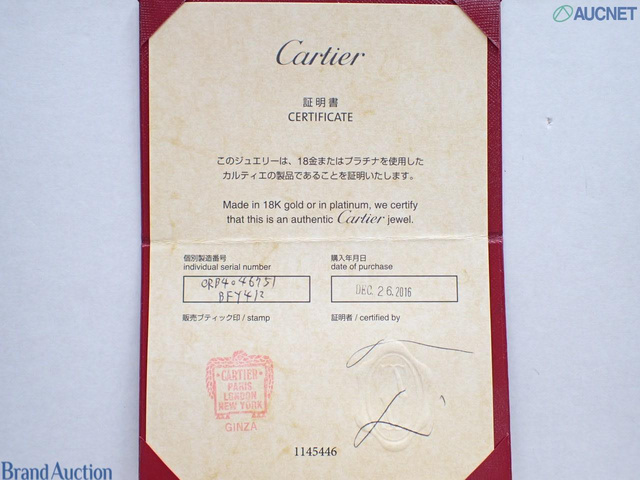 AUCNET
Cartier
証明書
CERTIFICATE
このジュエリーは、18金またはプラチナを使用した
カルティエの製品であることを証明いたします。
Made in 18K gold or in platinum, we certify
that this is an authentic Cartier jewel.
個別製造番号
individual serial number
CRB4046751
BFY412
購入年月日
date of purchase
DEC. 26.2016
販売ブティック印 / stamp
証明者 / certified by
CARTIER
PARIS
LONDON
NEW YORK
GINZA
1145446
Brand Auction